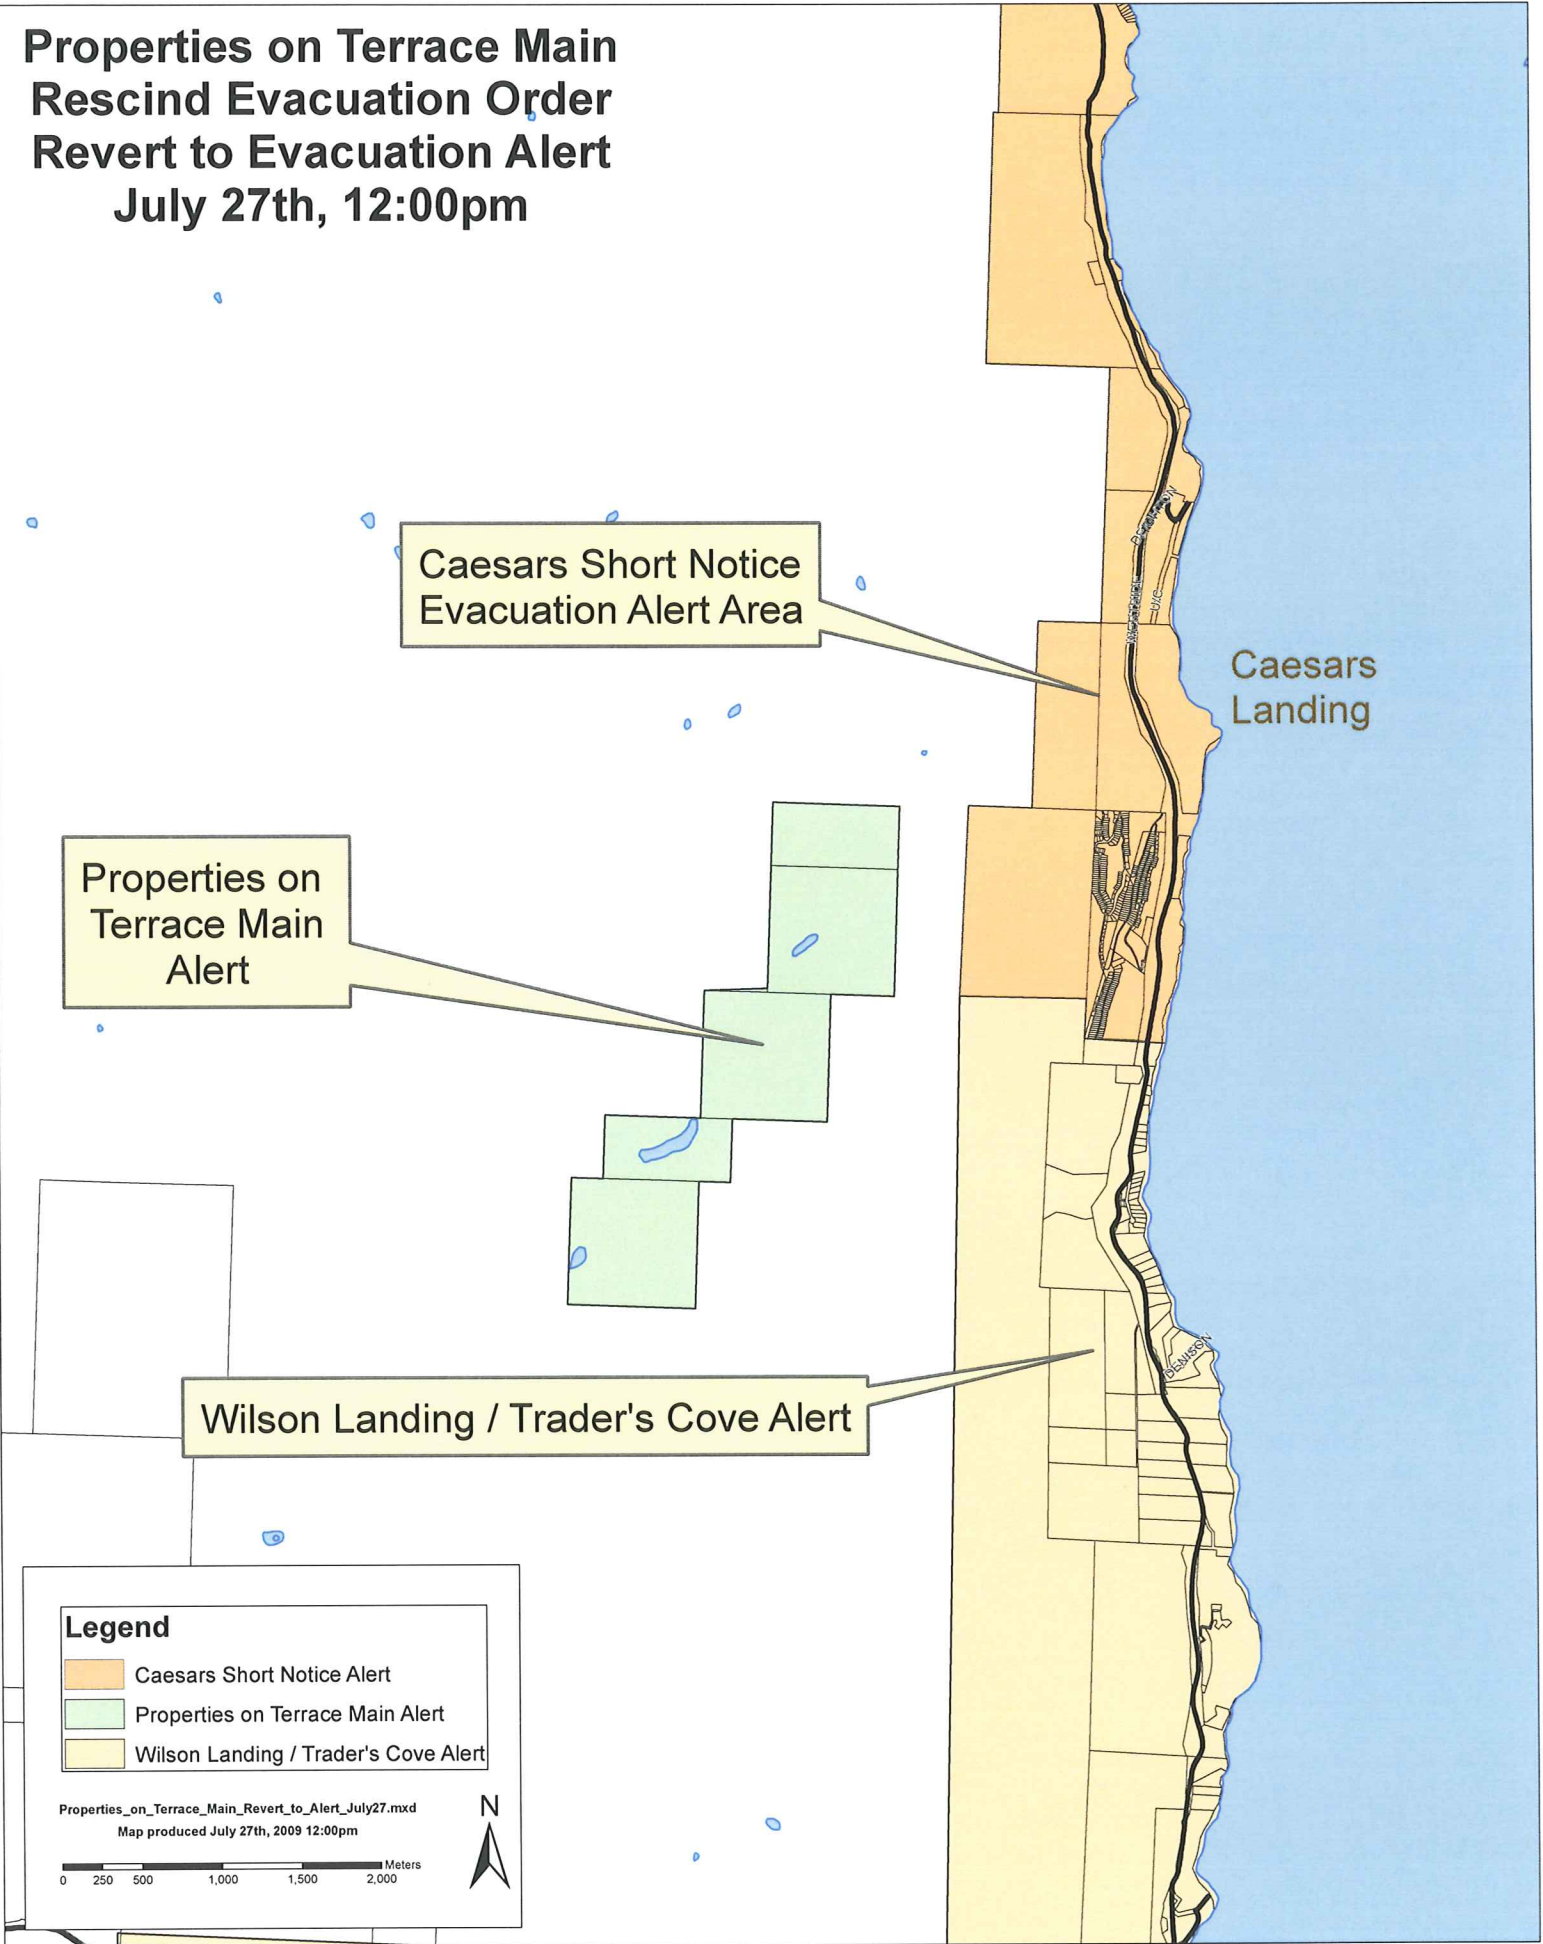 Properties on Terrace Main
Rescind Evacuation Order
Revert to Evacuation Alert
July 27th, 12:00pm
Caesars Short Notice
Evacuation Alert Area
Caesars
Landing
Properties on
Terrace Main
Alert
DENISON
Wilson Landing / Trader's Cove Alert
Legend
Caesars Short Notice Alert
Properties on Terrace Main Alert
Wilson Landing / Trader's Cove Alert
Properties_on_Terrace_Main_Revert_to_Alert_July27.mxd
Map produced July 27th, 2009 12:00pm
N
Meters
0 250 500 1,000 1,500 2,000